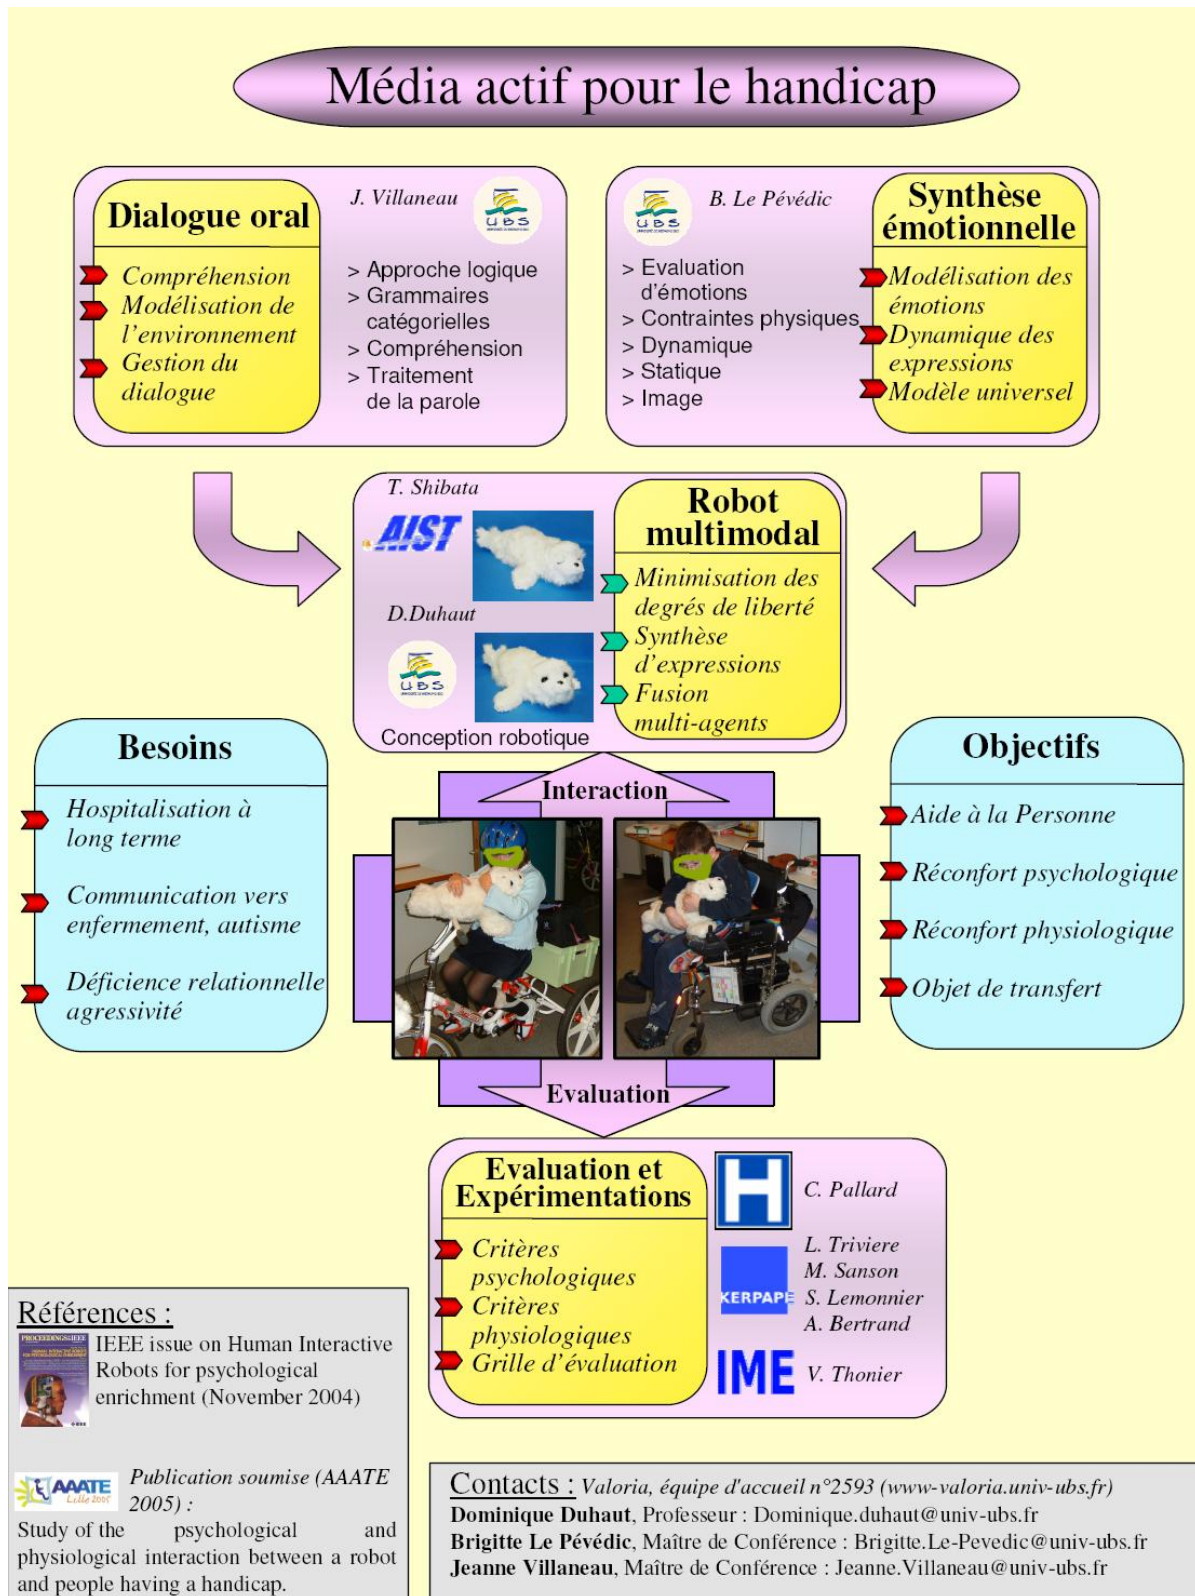 Média actif pour le handicap
Dialogue oral
Compréhension
Modélisation de
l'environnement
Gestion du
dialogue
J. Villaneau
UBS
> Approche logique
> Grammaires
catégorielles
> Compréhension
> Traitement
de la parole
UBS
B. Le Pévédic
> Evaluation
d'émotions
> Contraintes physiques
> Dynamique
> Statique
> Image
Synthèse
émotionnelle
Modélisation des
émotions
Dynamique des
expressions
Modèle universel
T. Shibata
AIST
D.Duhaut
UBS
Conception robotique
Robot
multimodal
Minimisation des
degrés de liberté
Synthèse
d'expressions
Fusion
multi-agents
Besoins
Hospitalisation à
long terme
Communication vers
enfermement, autisme
Déficience relationnelle
agressivité
Interaction
Evaluation
Objectifs
Aide à la Personne
Réconfort psychologique
Réconfort physiologique
Objet de transfert
Evaluation et
Expérimentations
Critères
psychologiques
Critères
physiologiques
Grille d'évaluation
H
C. Pallard
KERPAPE
L. Triviere
M. Sanson
S. Lemonnier
A. Bertrand
IME
V. Thonier
Références :
PROCEEDINGS IEEE
IEEE issue on Human Interactive
Robots for psychological
enrichment (November 2004)
AAATE
Lille 2005
Publication soumise (AAATE
2005) :
Study of the psychological and
physiological interaction between a robot
and people having a handicap.
Contacts : Valoria, équipe d'accueil n°2593 (www-valoria.univ-ubs.fr)
Dominique Duhaut, Professeur : Dominique.duhaut@univ-ubs.fr
Brigitte Le Pévédic, Maître de Conférence : Brigitte.Le-Pevedic@univ-ubs.fr
Jeanne Villaneau, Maître de Conférence : Jeanne.Villaneau@univ-ubs.fr